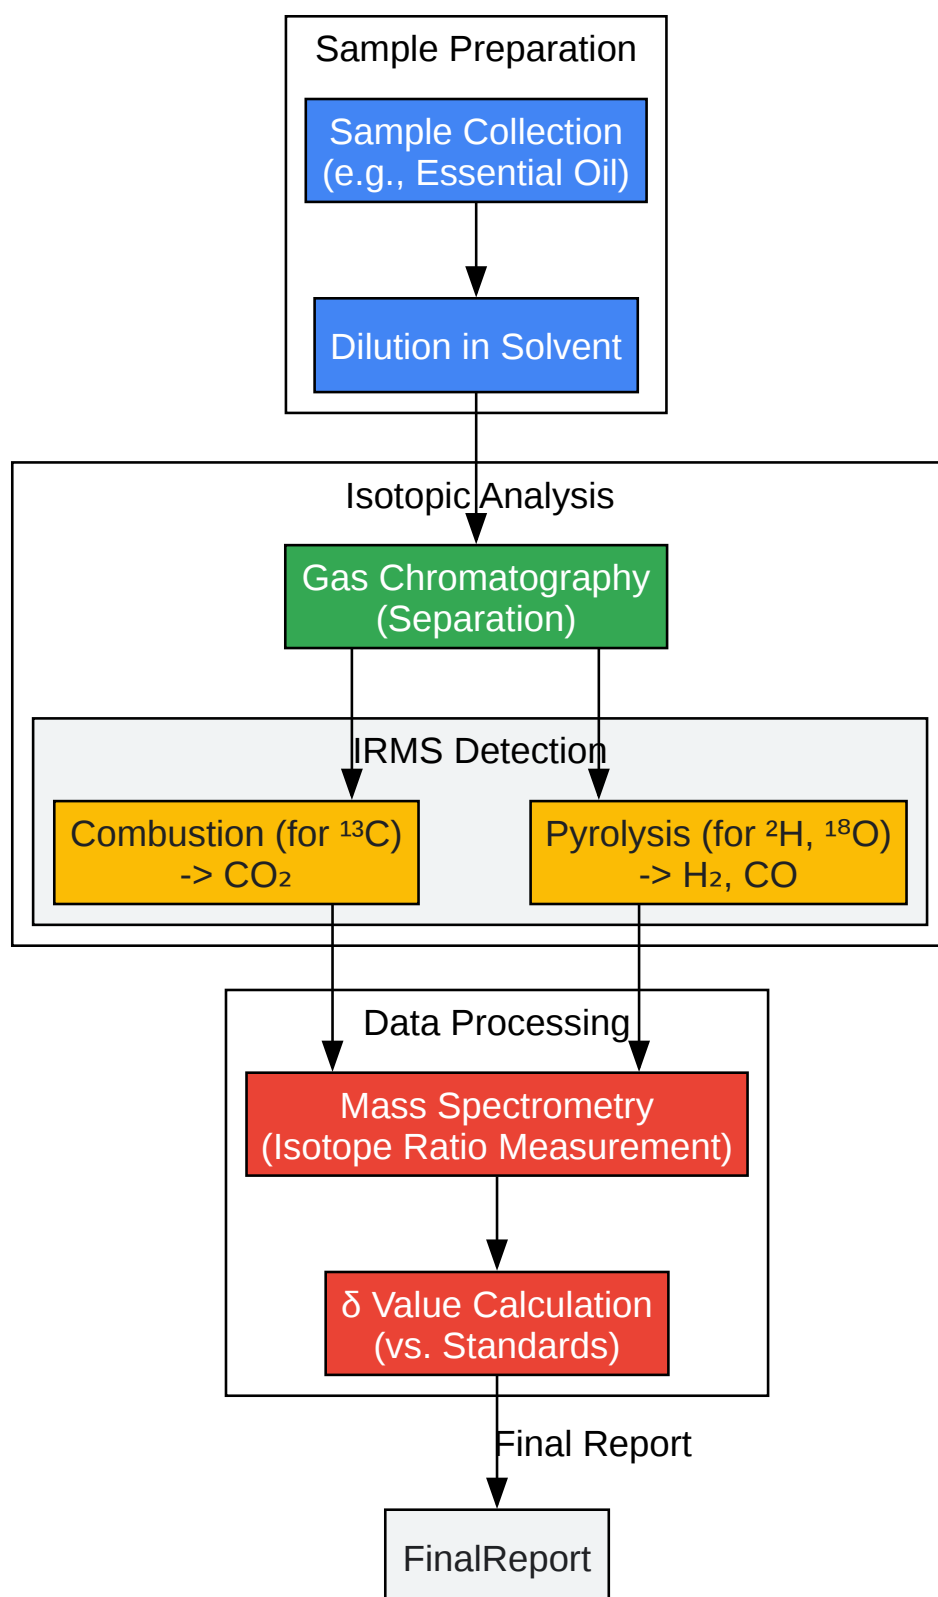 Sample Preparation
Sample Collection
(e.g., Essential Oil)
Dilution in Solvent
Isotopic Analysis
Gas Chromatography
(Separation)
IRMS Detection
Combustion (for ¹³C)
-> CO₂
Pyrolysis (for ²H, ¹⁸O)
-> H₂, CO
Data Processing
Mass Spectrometry
(Isotope Ratio Measurement)
δ Value Calculation
(vs. Standards)
Final Report
FinalReport